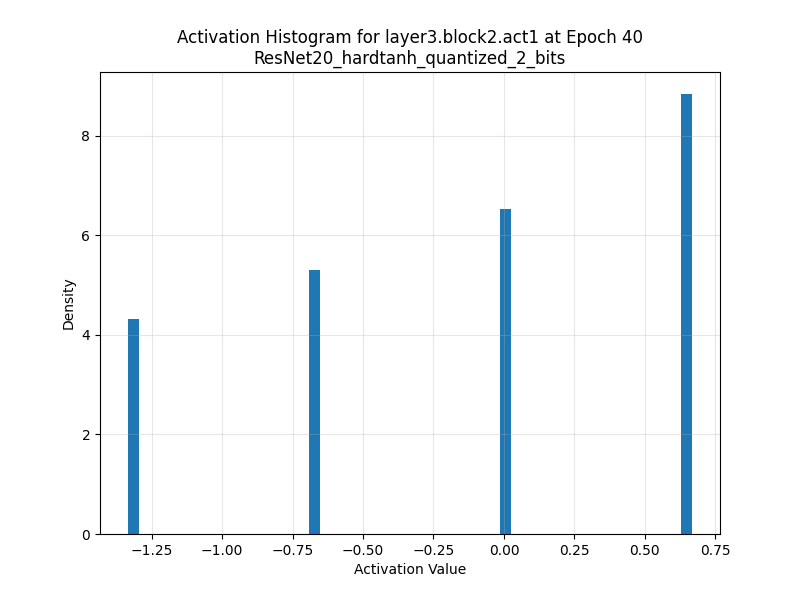 Activation Histogram for layer3.block2.act1 at Epoch 40
ResNet20_hardtanh_quantized_2_bits
Density
8
6
4
2
0
−1.25 −1.00 −0.75 −0.50 −0.25 0.00 0.25 0.50 0.75
Activation Value